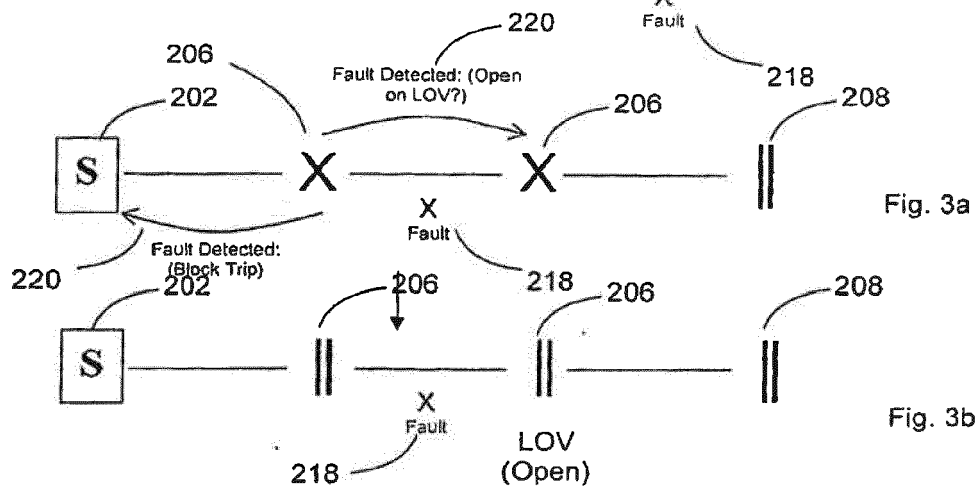 X
Fault
218
220
206
Fault Detected: (Open
on LOV?)
202
206
208
S
X
X
Fig. 3a
X
Fault
Fault Detected:
(Block Trip)
220
218
202
206
206
208
S
X
Fault
Fig. 3b
218
LOV
(Open)